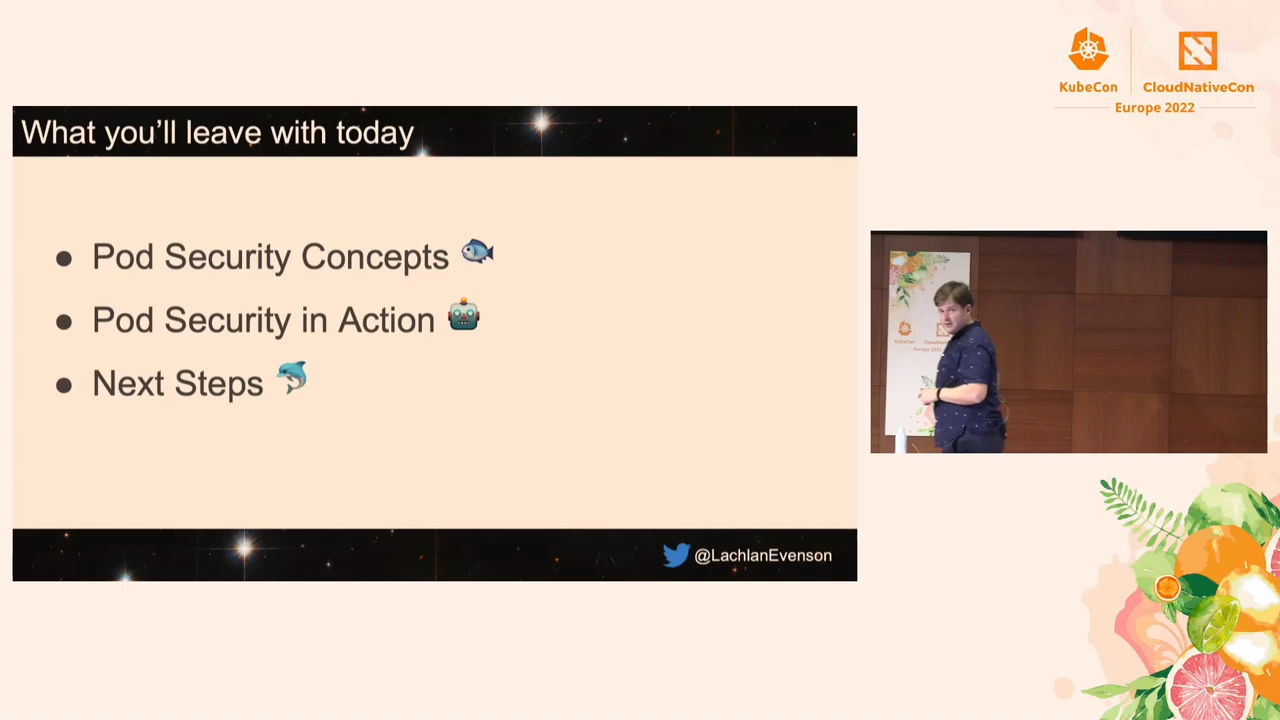 KubeCon
CloudNativeCon
Europe 2022
What you'll leave with today
● Pod Security Concepts
● Pod Security in Action
● Next Steps
@LachlanEvenson